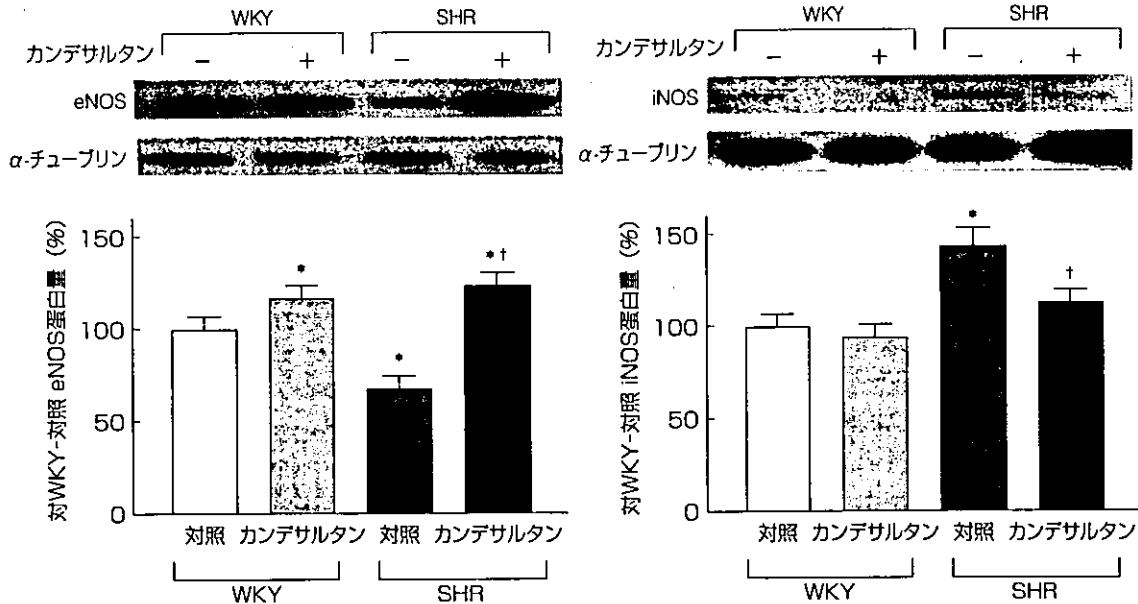 WKY SHR
カンデサルタン − + − +
eNOS
α-チューブリン
対WKY-対照 eNOS蛋白量 (%)
150
*
* †
100
*
50
0
対照 カンデサルタン 対照 カンデサルタン
WKY SHR
WKY SHR
カンデサルタン − + − +
iNOS
α-チューブリン
対WKY-対照 iNOS蛋白量 (%)
*
150
†
100
50
0
対照 カンデサルタン 対照 カンデサルタン
WKY SHR